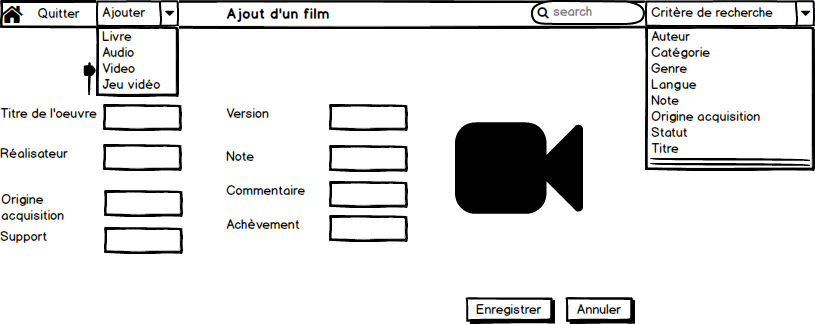 Quitter
Ajouter
Ajout d'un film
search
Critère de recherche
Livre
Audio
Video
Jeu vidéo
Auteur
Catégorie
Genre
Langue
Note
Origine acquisition
Statut
Titre
Titre de l'oeuvre
Réalisateur
Origine
acquisition
Support
Version
Note
Commentaire
Achèvement
Enregistrer
Annuler